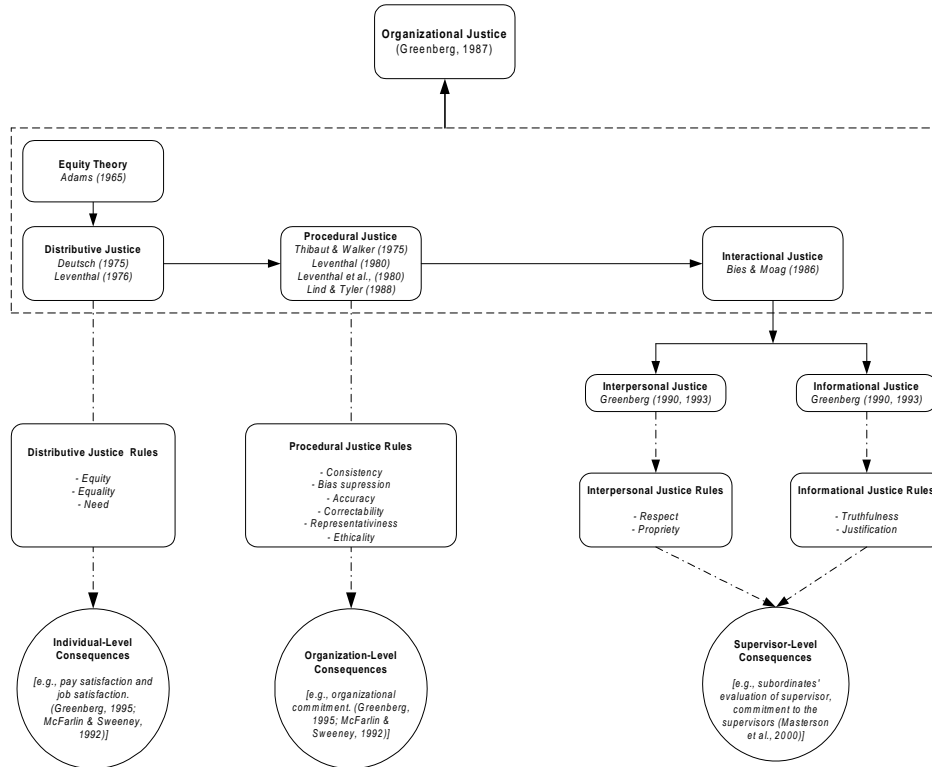 Organizational Justice
(Greenberg, 1987)
Equity Theory
Adams (1965)
Distributive Justice
Deutsch (1975)
Leventhal (1976)
Procedural Justice
Thibaut & Walker (1975)
Leventhal (1980)
Leventhal et al., (1980)
Lind & Tyler (1988)
Interactional Justice
Bies & Moag (1986)
Interpersonal Justice
Greenberg (1990, 1993)
Informational Justice
Greenberg (1990, 1993)
Distributive Justice Rules
- Equity
- Equality
- Need
Procedural Justice Rules
- Consistency
- Bias supression
- Accuracy
- Correctability
- Representativiness
- Ethicality
Interpersonal Justice Rules
- Respect
- Propriety
Informational Justice Rules
- Truthfulness
- Justification
Individual-Level
Consequences
[e.g., pay satisfaction and
job satisfaction.
(Greenberg, 1995;
McFarlin & Sweeney,
1992)]
Organization-Level
Consequences
[e.g., organizational
commitment. (Greenberg,
1995; McFarlin &
Sweeney, 1992)]
Supervisor-Level
Consequences
[e.g., subordinates'
evaluation of supervisor,
commitment to the
supervisors (Masterson
et al., 2000)]